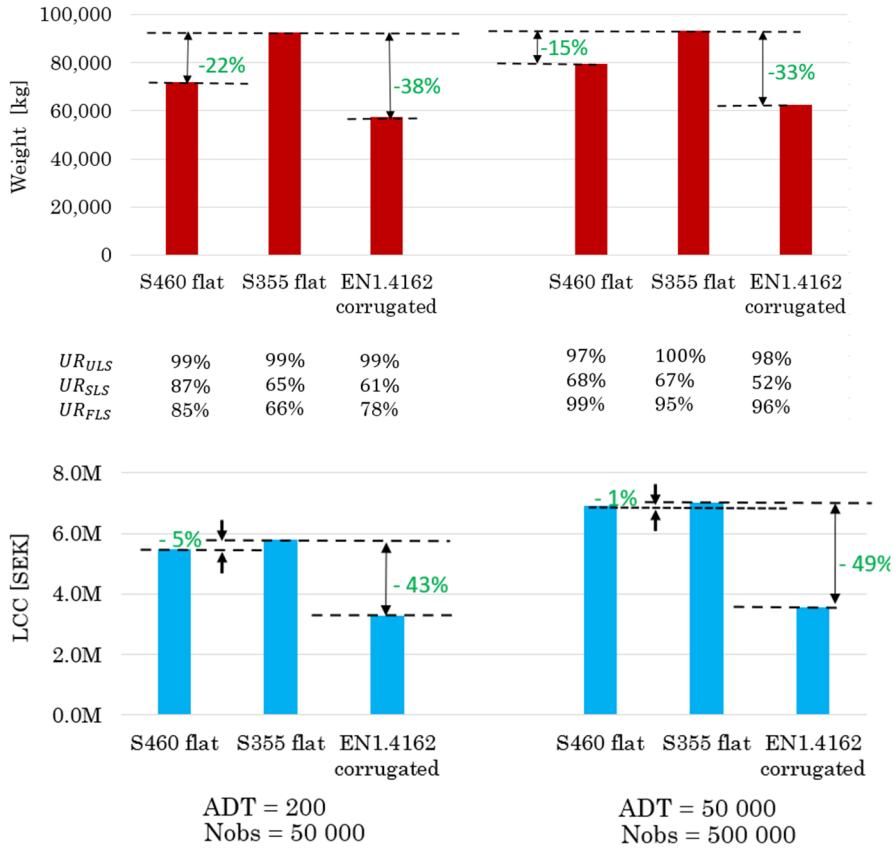 100,000
80,000
60,000
40,000
20,000
0
Weight [kg]
-22%
-38%
-15%
-33%
S460 flat S355 flat EN1.4162 corrugated
S460 flat S355 flat EN1.4162 corrugated
UR_ULS 99% 99% 99% 97% 100% 98%
UR_SLS 87% 65% 61% 68% 67% 52%
UR_FLS 85% 66% 78% 99% 95% 96%
8.0M
6.0M
4.0M
2.0M
0.0M
LCC [SEK]
- 5%
- 43%
- 1%
- 49%
S460 flat S355 flat EN1.4162 corrugated
S460 flat S355 flat EN1.4162 corrugated
ADT = 200
Nobs = 50 000
ADT = 50 000
Nobs = 500 000